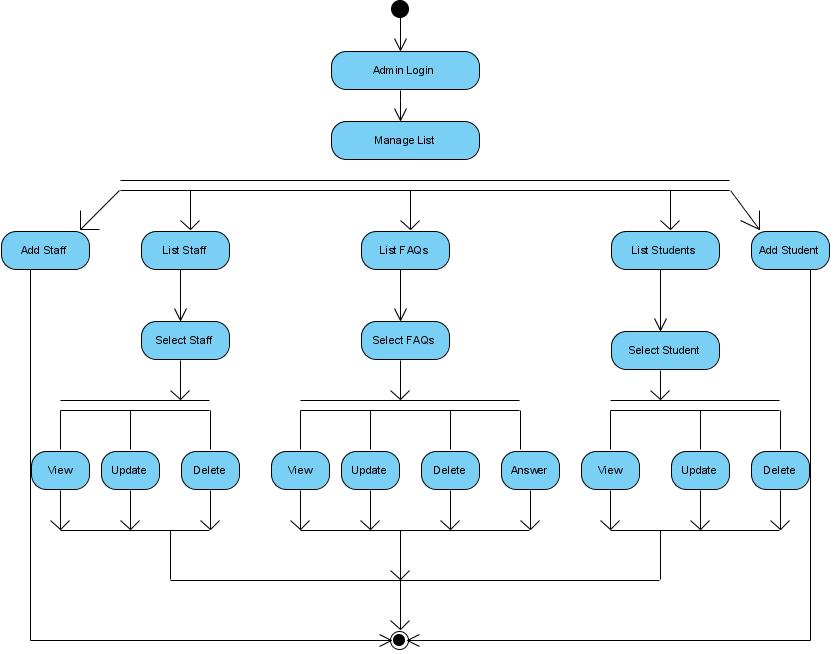 Admin Login
Manage List
Add Staff
List Staff
List FAQs
List Students
Add Student
Select Staff
Select FAQs
Select Student
View
Update
Delete
View
Update
Delete
Answer
View
Update
Delete